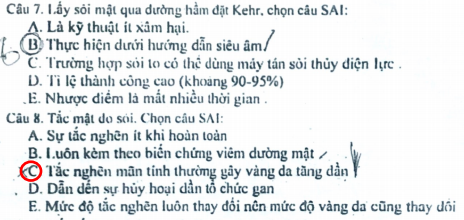 Câu 7. Lấy sỏi mật qua đường hầm đặt Kehr, chọn câu SAI:
A. Là kỹ thuật ít xâm hại.
B. Thực hiện dưới hướng dẫn siêu âm
C. Trường hợp sỏi to có thể dùng máy tán sỏi thủy điện lực .
D. Tỉ lệ thành công cao (khoảng 90-95%)
E. Nhược điểm là mất nhiều thời gian .
Câu 8. Tắc mật do sỏi. Chọn câu SAI:
A. Sự tắc nghẽn ít khi hoàn toàn
B. Luôn kèm theo biến chứng viêm đường mật
C. Tắc nghẽn mãn tính thường gây vàng da tăng dần
D. Dẫn đến sự hủy hoại dần tổ chức gan
E. Mức độ tắc nghẽn luôn thay đổi nên mức độ vàng da cũng thay đổi